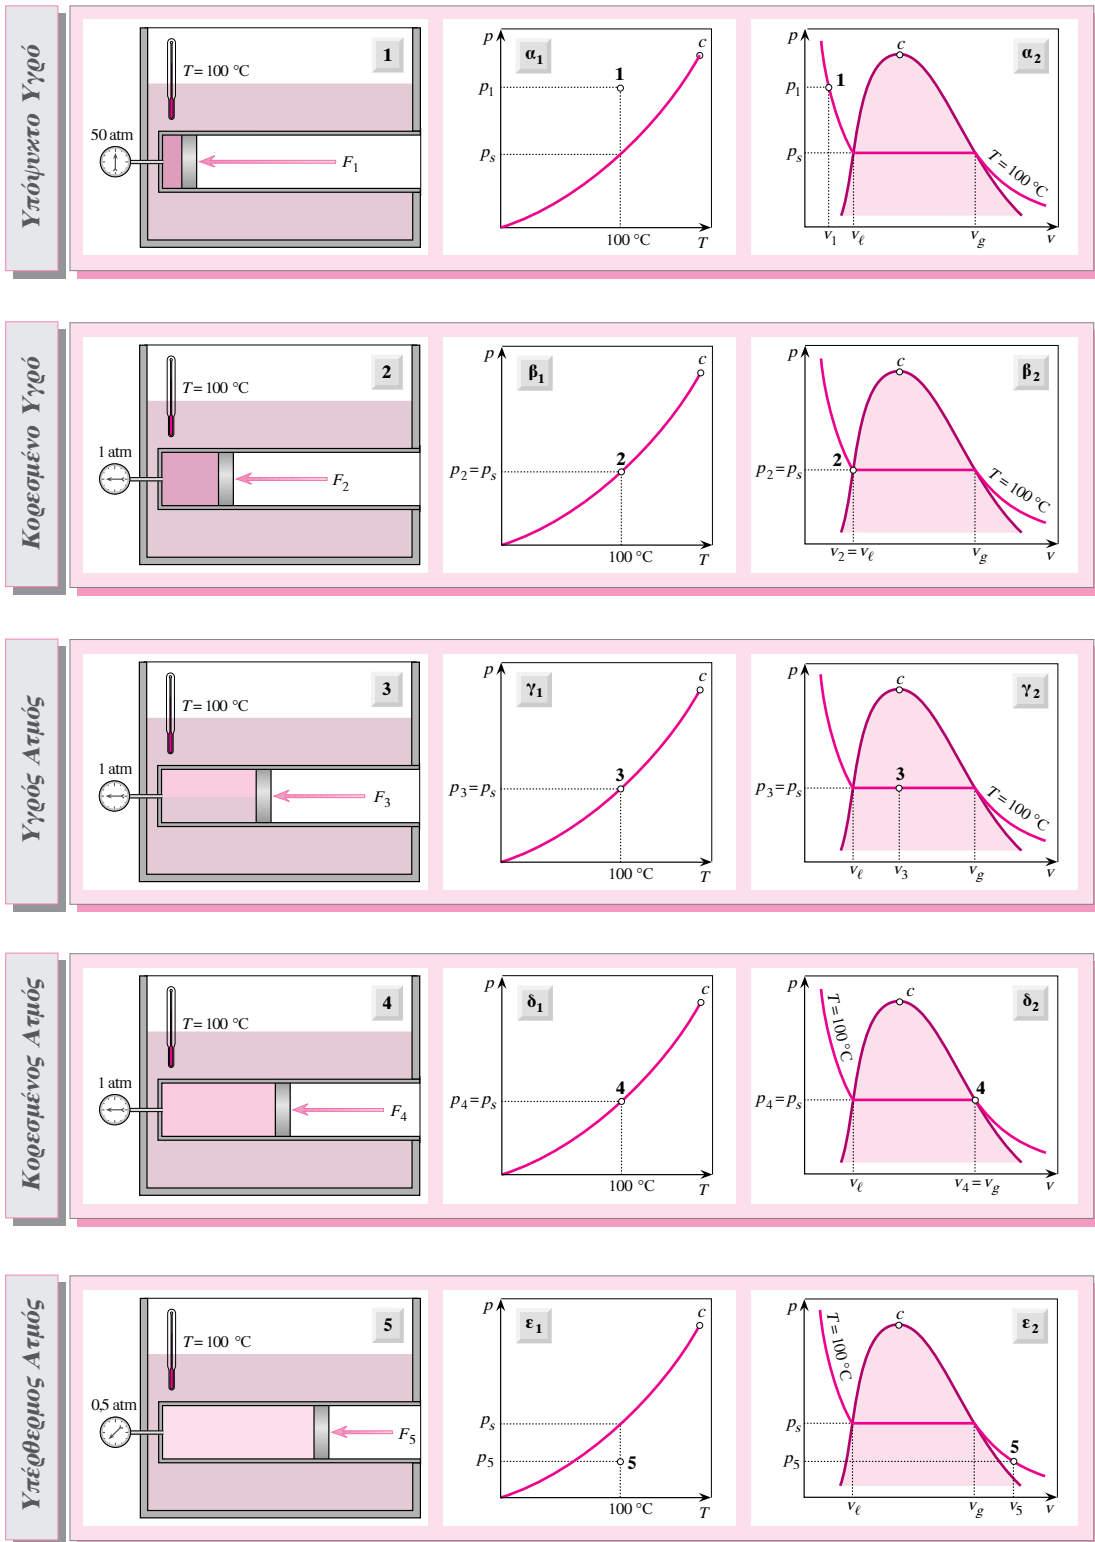 Υπόψυκτο Υγρό
1
T = 100 °C
50 atm
F1
α1
p
c
1
p1
ps
100 °C
T
α2
p
c
p1
1
ps
T = 100 °C
v1
vℓ
vg
v
Κορεσμένο Υγρό
2
T = 100 °C
1 atm
F2
β1
p
c
2
p2 = ps
100 °C
T
β2
p
c
2
p2 = ps
T = 100 °C
v2 = vℓ
vg
v
Υγρός Ατμός
3
T = 100 °C
1 atm
F3
γ1
p
c
3
p3 = ps
100 °C
T
γ2
p
c
3
p3 = ps
T = 100 °C
vℓ
v3
vg
v
Κορεσμένος Ατμός
4
T = 100 °C
1 atm
F4
δ1
p
c
4
p4 = ps
100 °C
T
δ2
p
c
T = 100 °C
4
p4 = ps
vℓ
v4 = vg
v
Υπέρθερμος Ατμός
5
T = 100 °C
0,5 atm
F5
ε1
p
c
ps
p5
5
100 °C
T
ε2
p
c
T = 100 °C
ps
5
p5
vℓ
vg
v5
v